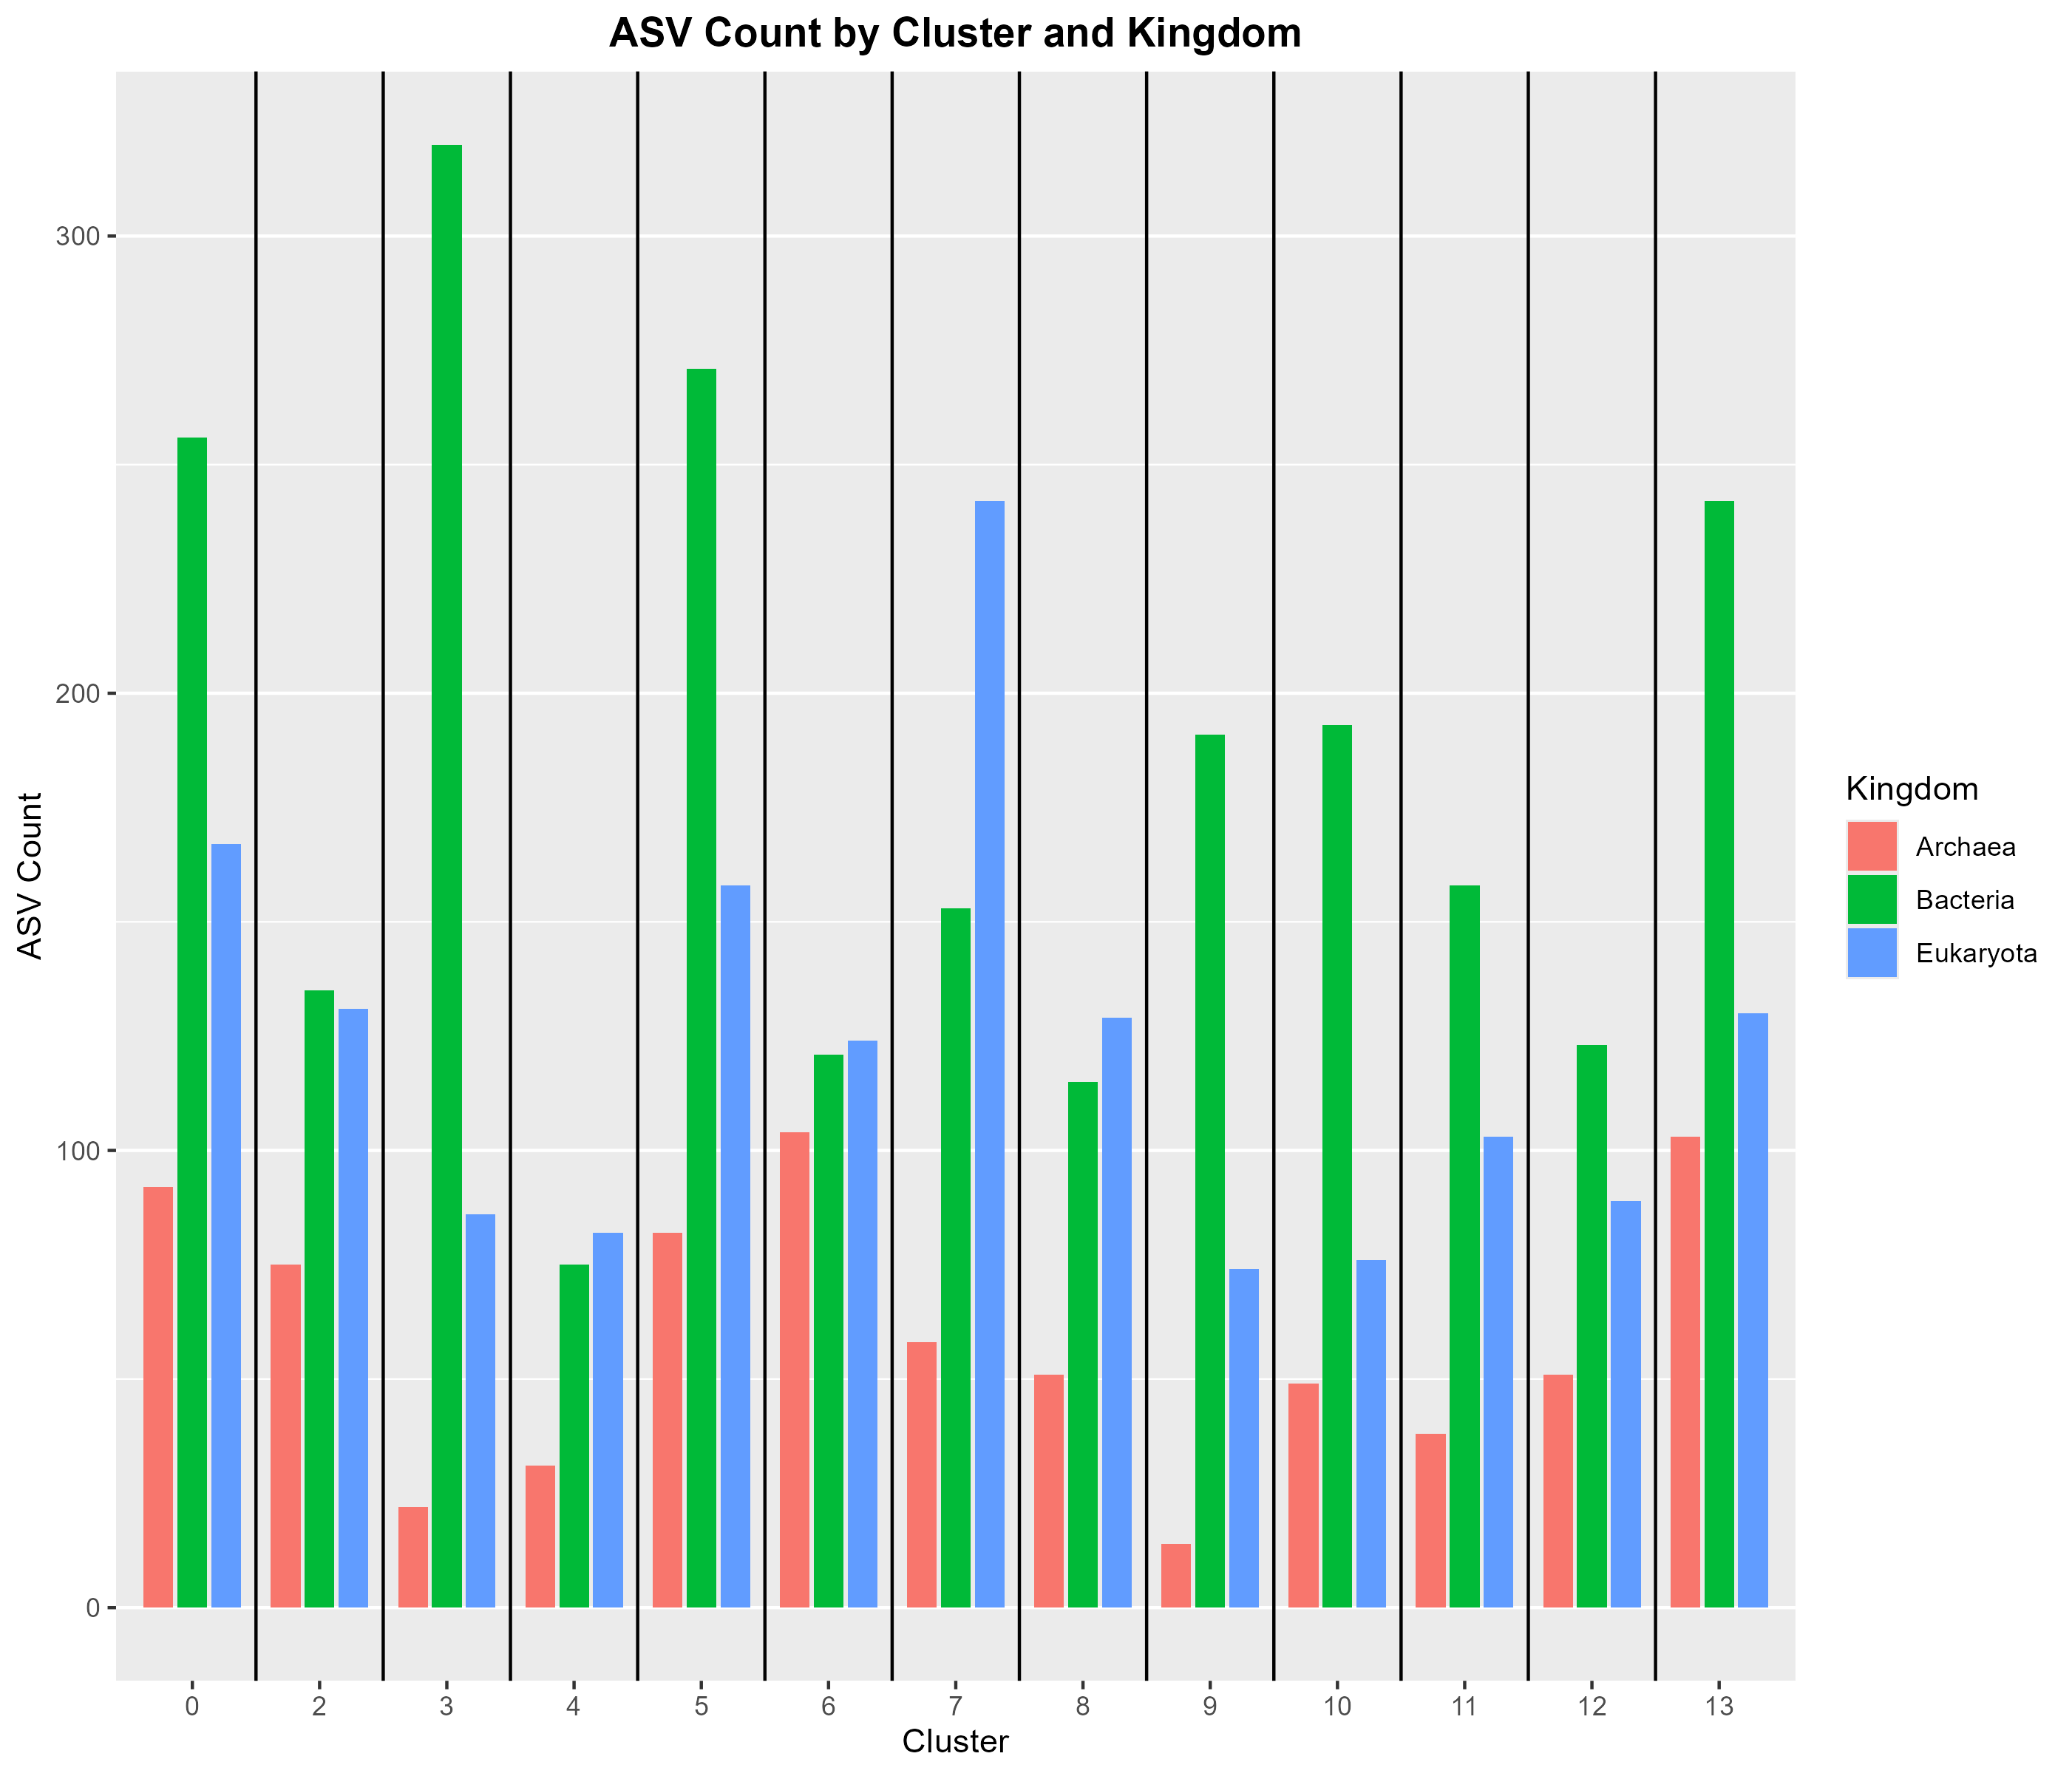 ASV Count by Cluster and Kingdom
300
200
100
0
ASV Count
0 2 3 4 5 6 7 8 9 10 11 12 13
Cluster
Kingdom
Archaea
Bacteria
Eukaryota